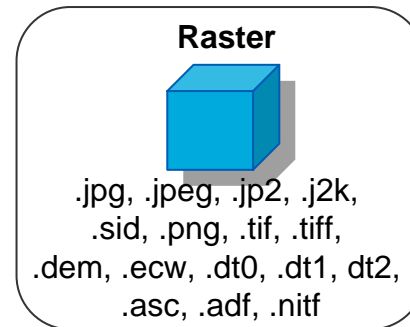 Raster
.jpg, .jpeg, .jp2, .j2k,
.sid, .png, .tif, .tiff,
.dem, .ecw, .dt0, .dt1, dt2,
.asc, .adf, .nitf